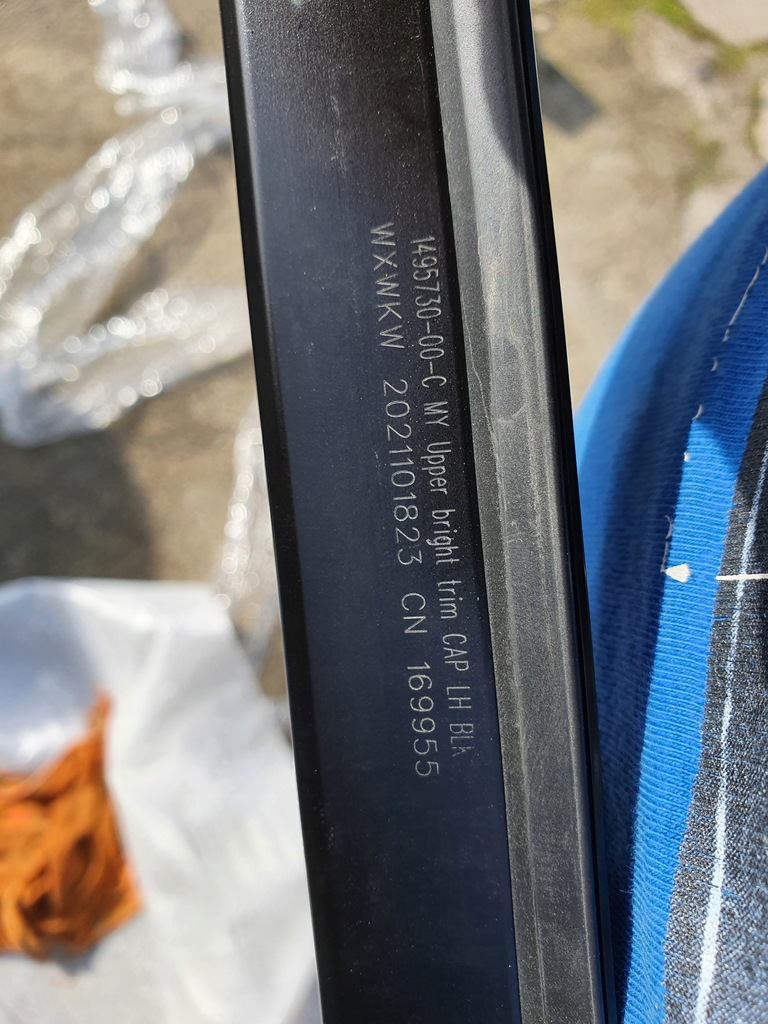 1495730-00-C MY Upper bright trim CAP LH BLK
WXWKW 2021101823 CN 169955